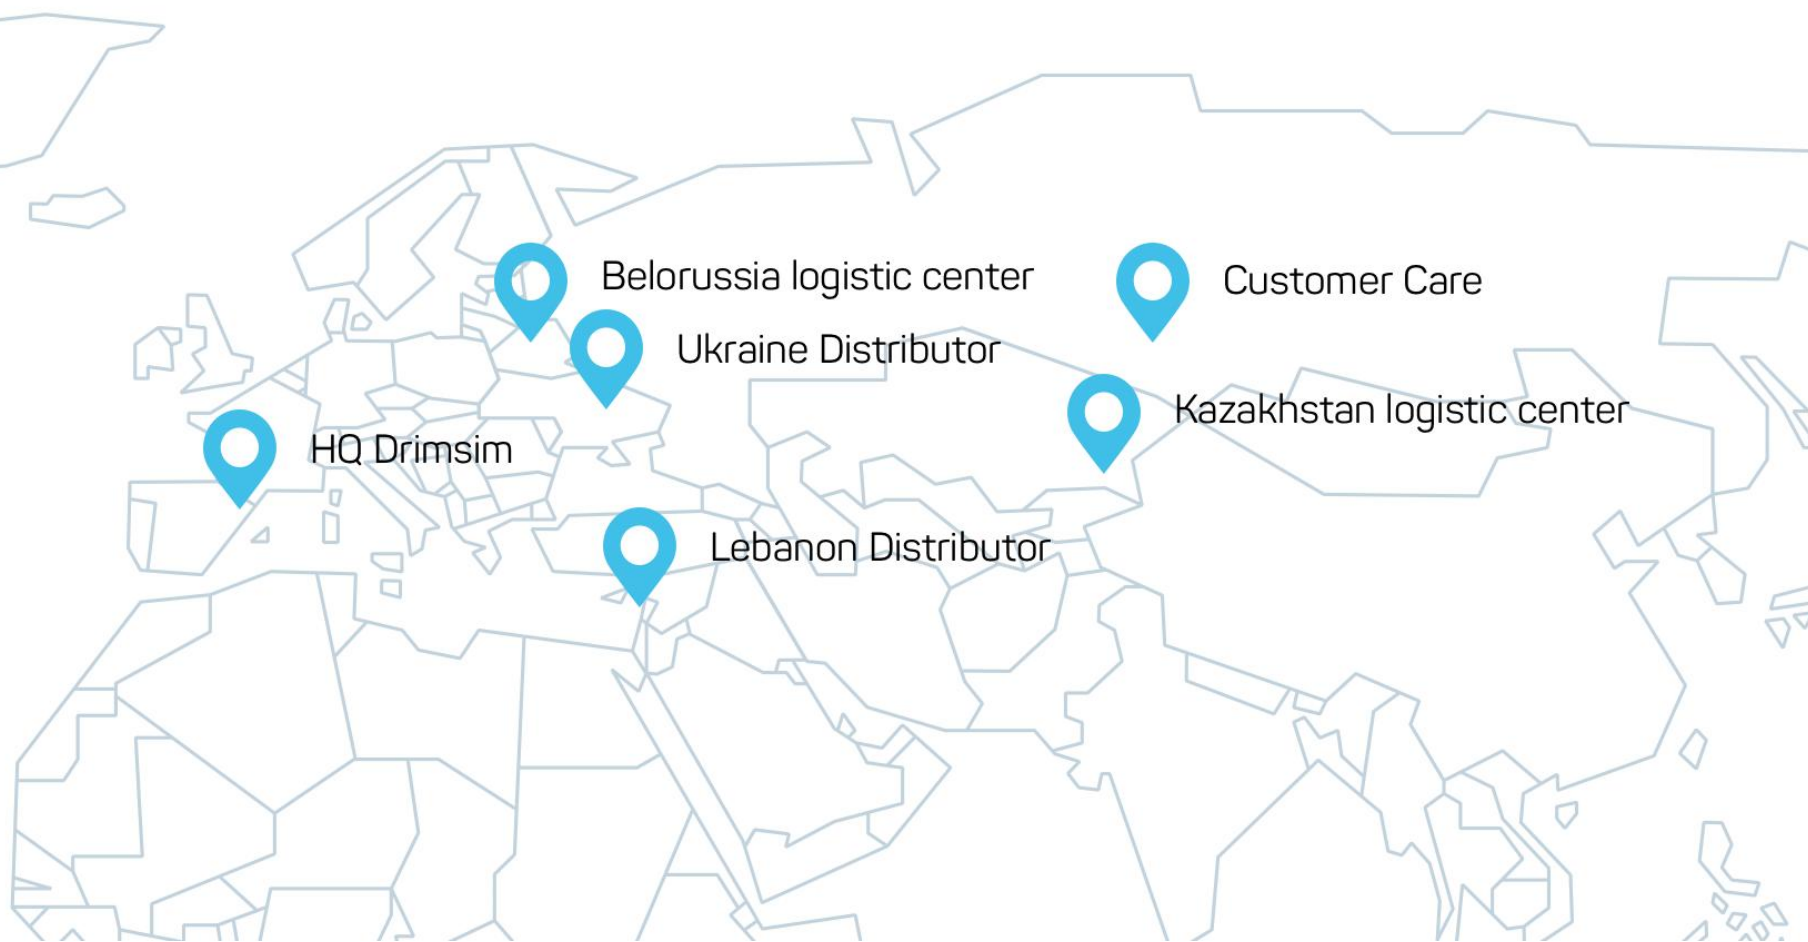 Belorussia logistic center
Customer Care
Ukraine Distributor
Kazakhstan logistic center
HQ Drimsim
Lebanon Distributor